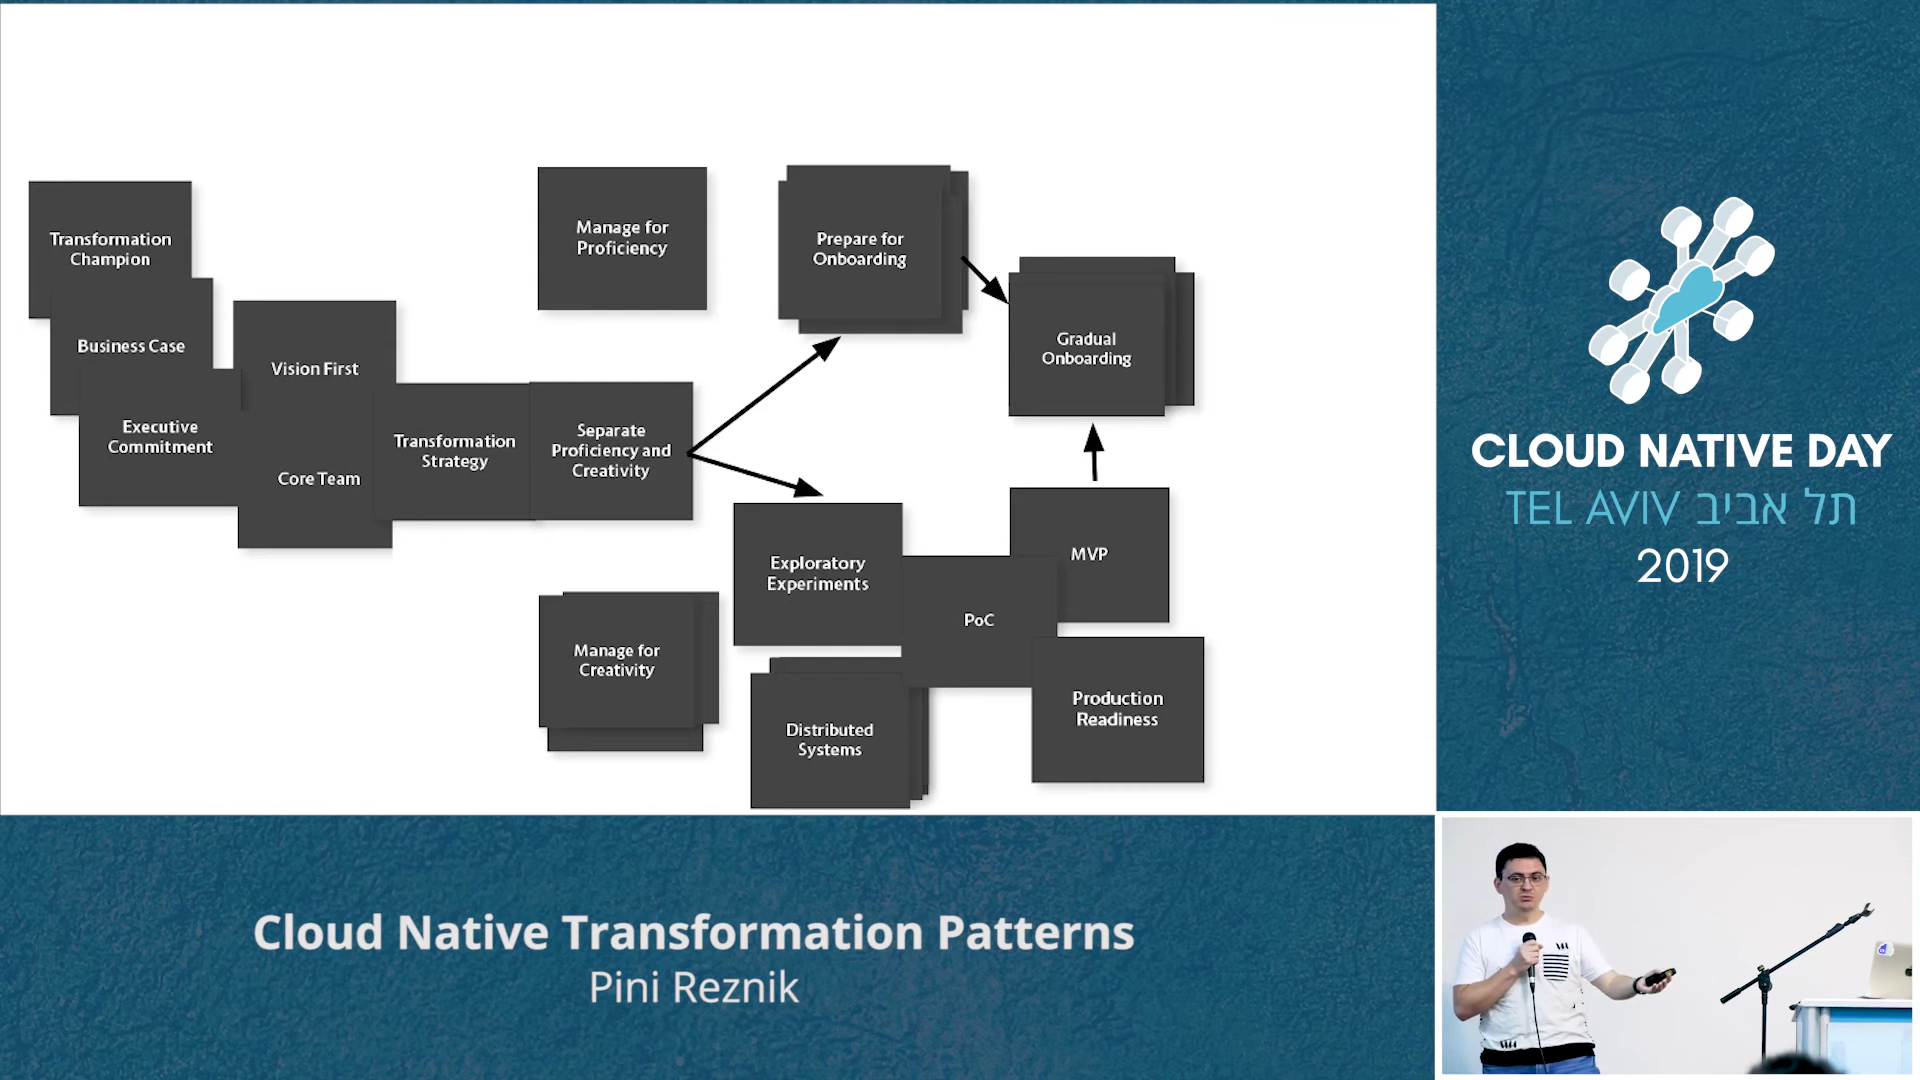 Transformation
Champion
Business Case
Executive
Commitment
Vision First
Core Team
Transformation
Strategy
Separate
Proficiency and
Creativity
Manage for
Proficiency
Manage for
Creativity
Prepare for
Onboarding
Gradual
Onboarding
Exploratory
Experiments
PoC
MVP
Distributed
Systems
Production
Readiness
CLOUD NATIVE DAY
TEL AVIV תל אביב
2019
Cloud Native Transformation Patterns
Pini Reznik